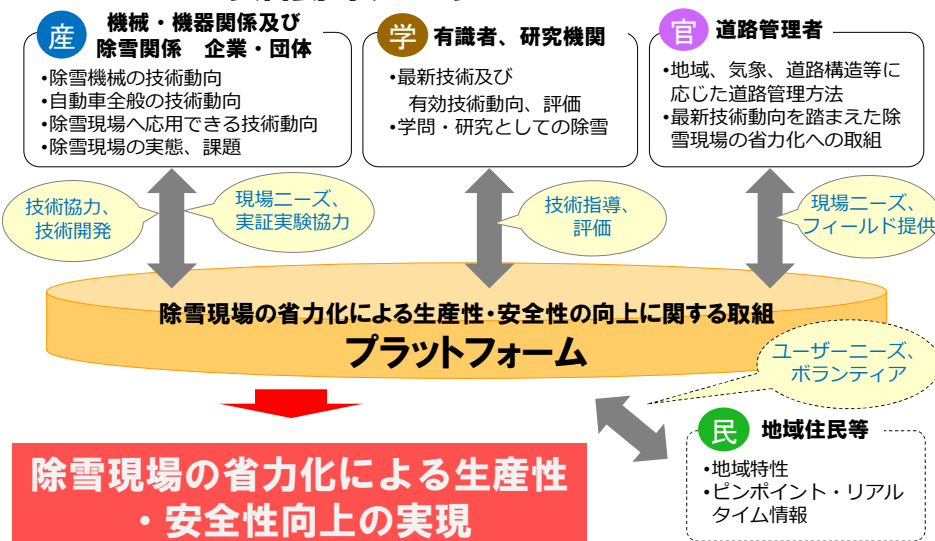 産
機械・機器関係及び
除雪関係 企業・団体
•除雪機械の技術動向
•自動車全般の技術動向
•除雪現場へ応用できる技術動向
•除雪現場の実態、課題
学
有識者、研究機関
•最新技術及び
有効技術動向、評価
•学問・研究としての除雪
官
道路管理者
•地域、気象、道路構造等に
応じた道路管理方法
•最新技術動向を踏まえた除
雪現場の省力化への取組
技術協力、
技術開発
現場ニーズ、
実証実験協力
技術指導、
評価
現場ニーズ、
フィールド提供
除雪現場の省力化による生産性・安全性の向上に関する取組
プラットフォーム
ユーザーニーズ、
ボランティア
民
地域住民等
•地域特性
•ピンポイント・リアル
タイム情報
除雪現場の省力化による生産性
・安全性向上の実現